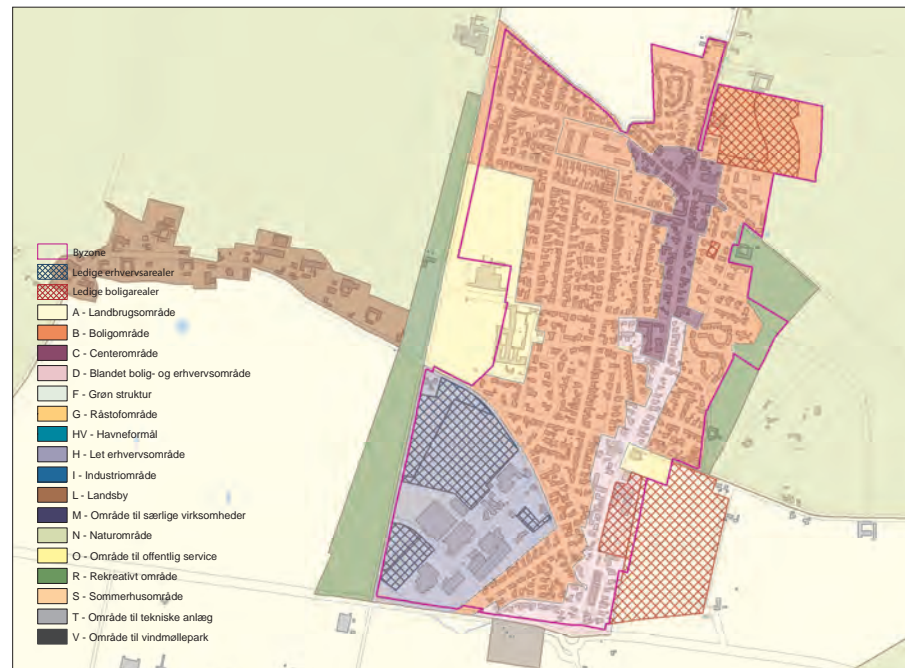 Byzone
Ledige erhvervsarealer
Ledige boligarealer
A - Landbrugsområde
B - Boligområde
C - Centerområde
D - Blandet bolig- og erhvervsområde
F - Grøn struktur
G - Råstofområde
HV - Havneformål
H - Let erhvervsområde
I - Industriområde
L - Landsby
M - Område til særlige virksomheder
N - Naturområde
O - Område til offentlig service
R - Rekreativt område
S - Sommerhusområde
T - Område til tekniske anlæg
V - Område til vindmøllepark